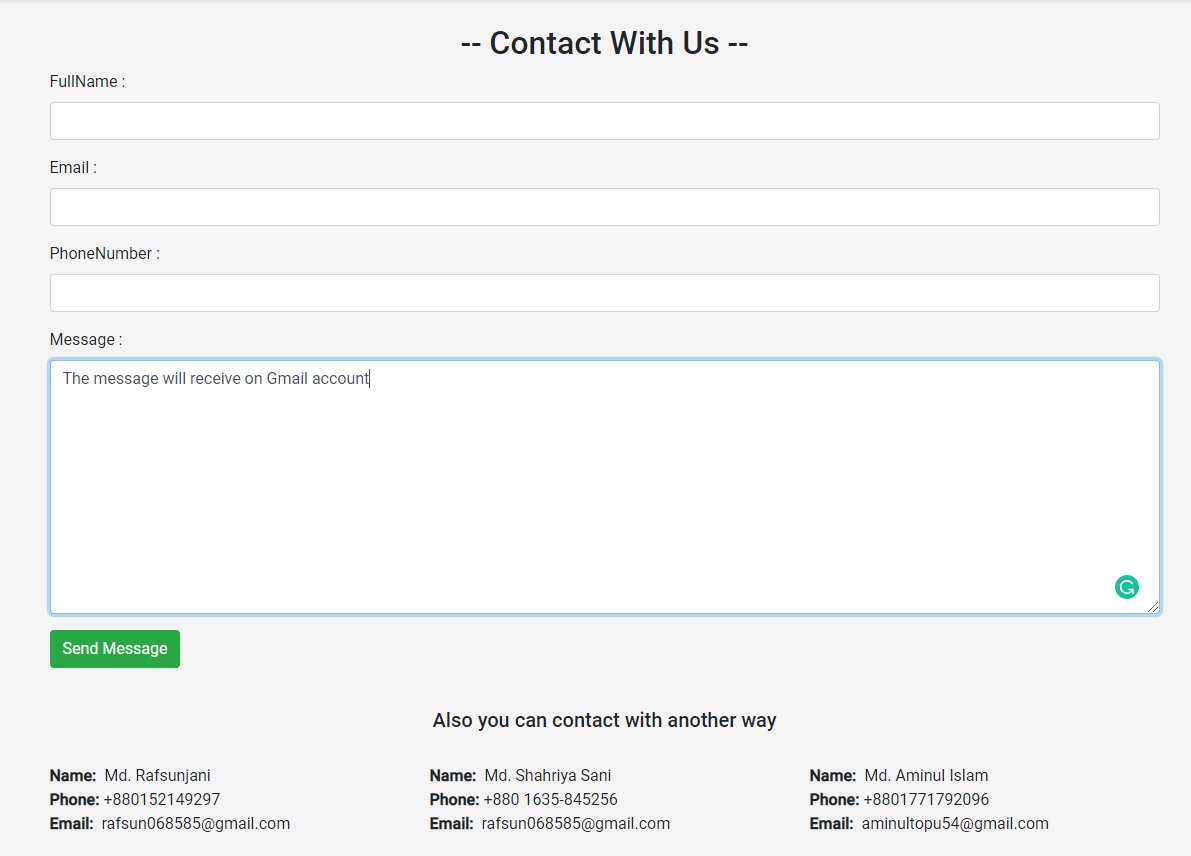 -- Contact With Us --
FullName :
Email :
PhoneNumber :
Message :
The message will receive on Gmail account
Send Message
Also you can contact with another way
Name: Md. Rafsunjani
Phone: +880152149297
Email: rafsun068585@gmail.com
Name: Md. Shahriya Sani
Phone: +880 1635-845256
Email: rafsun068585@gmail.com
Name: Md. Aminul Islam
Phone: +8801771792096
Email: aminultopu54@gmail.com